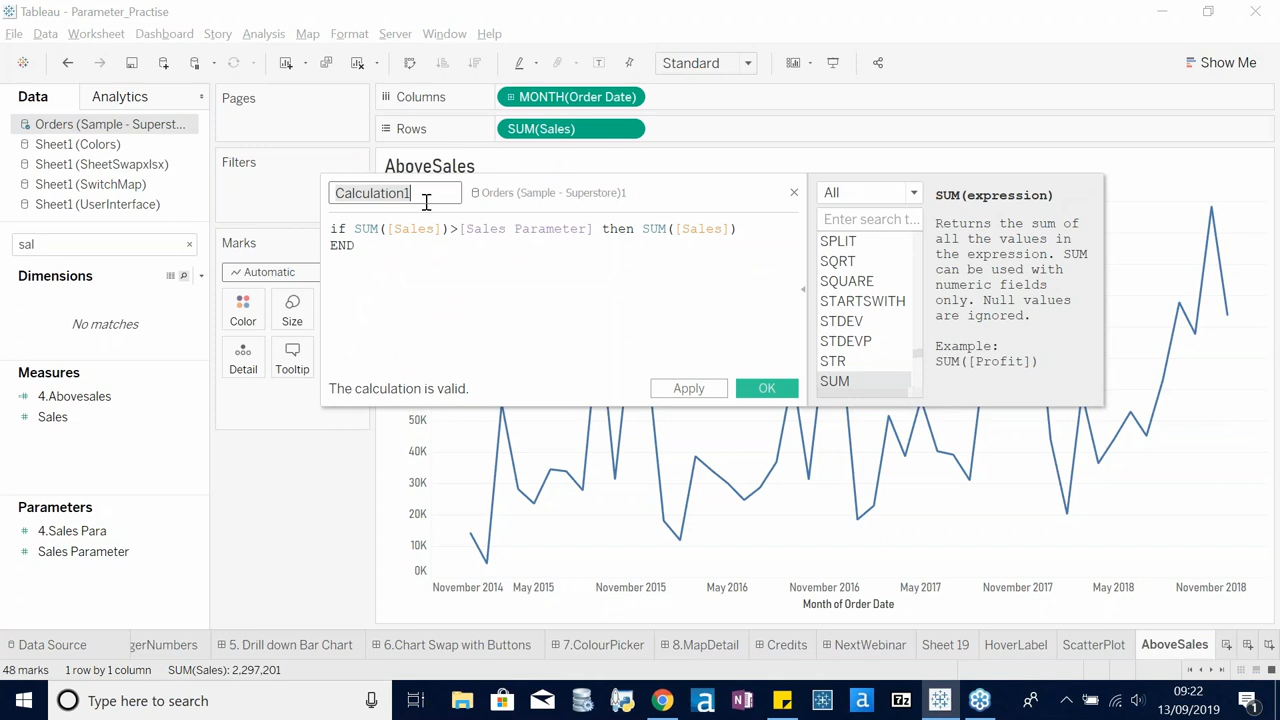 Tableau - Parameter_Practise
File Data Worksheet Dashboard Story Analysis Map Format Server Window Help
Standard
Show Me
Data Analytics
Pages
Columns
MONTH(Order Date)
Orders (Sample - Superst...
Rows
SUM(Sales)
Sheet1 (Colors)
Sheet1 (SheetSwapxlsx)
Sheet1 (SwitchMap)
Sheet1 (UserInterface)
Filters
AboveSales
Calculation1
Orders (Sample - Superstore)1
All
SUM(expression)
Enter search t...
Returns the sum of
all the values in
the expression. SUM
can be used with
numeric fields
only. Null values
are ignored.
Example:
SUM([Profit])
if SUM([Sales])>[Sales Parameter] then SUM([Sales])
END
SPLIT
SQRT
SQUARE
STARTSWITH
STDEV
STDEVP
STR
SUM
The calculation is valid.
Apply
OK
sal
Marks
Automatic
Color
Size
Detail
Tooltip
Dimensions
No matches
Measures
4.Abovesales
Sales
Parameters
4.Sales Para
Sales Parameter
50K
40K
30K
20K
10K
0K
November 2014 May 2015 November 2015 May 2016 November 2016 May 2017 November 2017 May 2018 November 2018
Month of Order Date
Data Source
gerNumbers
5. Drill down Bar Chart
6.Chart Swap with Buttons
7.ColourPicker
8.MapDetail
Credits
NextWebinar
Sheet 19
HoverLabel
ScatterPlot
AboveSales
48 marks 1 row by 1 column SUM(Sales): 2,297,201
Type here to search
a
a
7z
09:22
13/09/2019
1